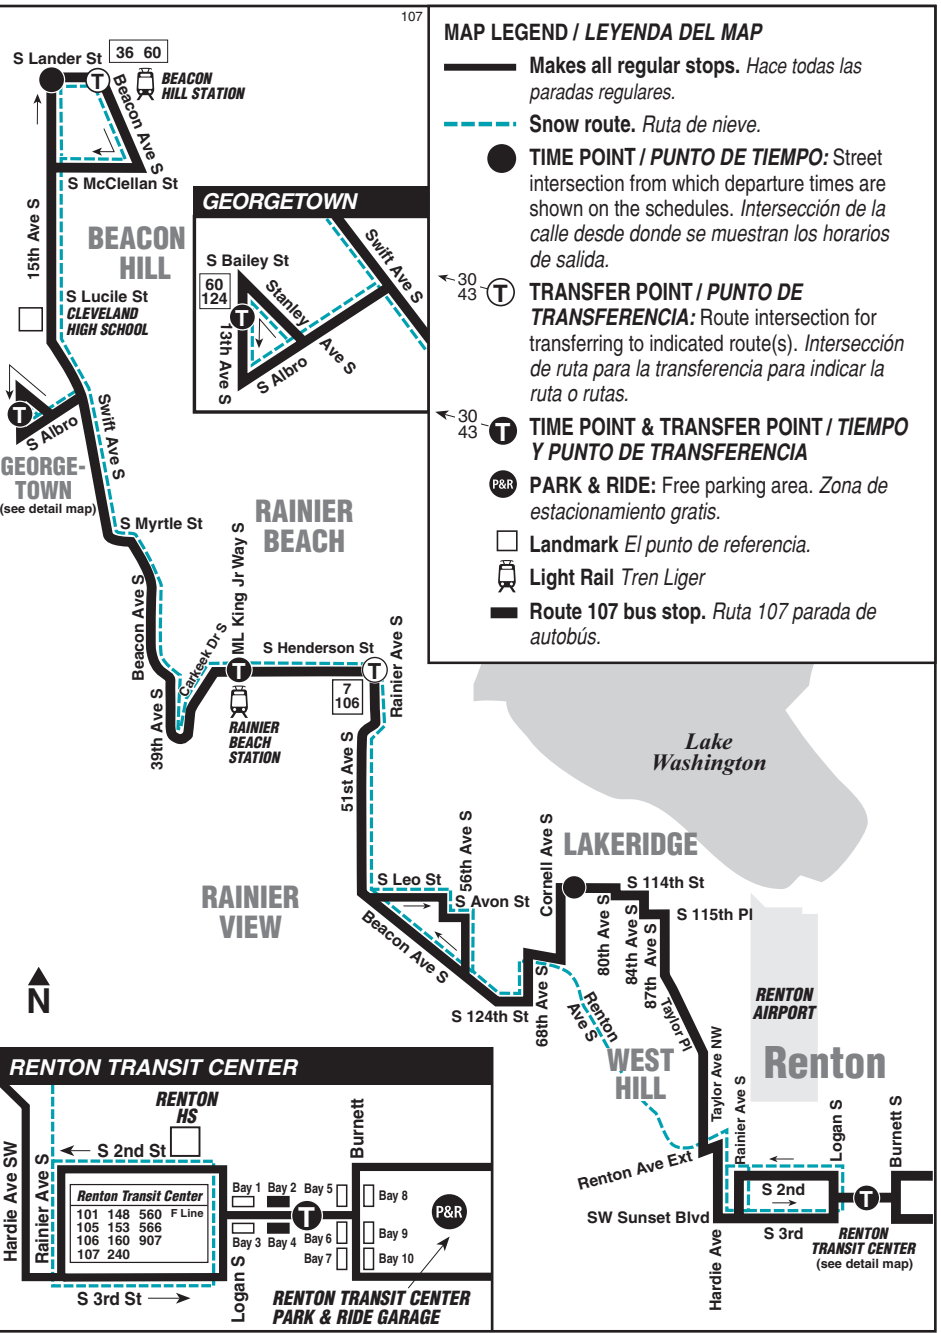 107
MAP LEGEND / LEYENDA DEL MAP
Makes all regular stops. Hace todas las
paradas regulares.
Snow route. Ruta de nieve.
TIME POINT / PUNTO DE TIEMPO: Street
intersection from which departure times are
shown on the schedules. Intersección de la
calle desde donde se muestran los horarios
de salida.
30
43
T
TRANSFER POINT / PUNTO DE
TRANSFERENCIA: Route intersection for
transferring to indicated route(s). Intersección
de ruta para la transferencia para indicar la
ruta o rutas.
30
43
T
TIME POINT & TRANSFER POINT / TIEMPO
Y PUNTO DE TRANSFERENCIA
P&R
PARK & RIDE: Free parking area. Zona de
estacionamiento gratis.
Landmark El punto de referencia.
Light Rail Tren Liger
Route 107 bus stop. Ruta 107 parada de
autobús.
S Lander St
36 60
T
BEACON
HILL STATION
Beacon Ave S
S McClellan St
15th Ave S
BEACON
HILL
S Lucile St
CLEVELAND
HIGH SCHOOL
T
S Albro
Swift Ave S
GEORGE-
TOWN
(see detail map)
GEORGETOWN
S Bailey St
60
124
T
Stanley
Ave S
13th Ave S
S Albro
Swift Ave S
S Myrtle St
RAINIER
BEACH
Beacon Ave S
39th Ave S
Carkeek Dr S
ML King Jr Way S
T
RAINIER
BEACH
STATION
S Henderson St
T
7
106
Rainier Ave S
51st Ave S
RAINIER
VIEW
S Leo St
56th Ave S
S Avon St
Beacon Ave S
S 124th St
68th Ave S
Cornell Ave S
Lake
Washington
LAKERIDGE
S 114th St
S 115th Pl
80th Ave S
84th Ave S
87th Ave S
Taylor Pl
Renton
Ave S
WEST
HILL
RENTON
AIRPORT
Renton
Taylor Ave NW
Rainier Ave S
Renton Ave Ext
SW Sunset Blvd
Hardie Ave
S 2nd
S 3rd
Logan S
Burnett S
T
RENTON
TRANSIT CENTER
(see detail map)
N
RENTON TRANSIT CENTER
RENTON
HS
S 2nd St
Hardie Ave SW
Rainier Ave S
Renton Transit Center
101 148 560 F Line
105 153 566
106 160 907
107 240
Bay 1
Bay 2
Bay 3
Bay 4
T
Bay 5
Bay 6
Bay 7
Bay 8
Bay 9
Bay 10
Burnett
P&R
S 3rd St
Logan S
RENTON TRANSIT CENTER
PARK & RIDE GARAGE